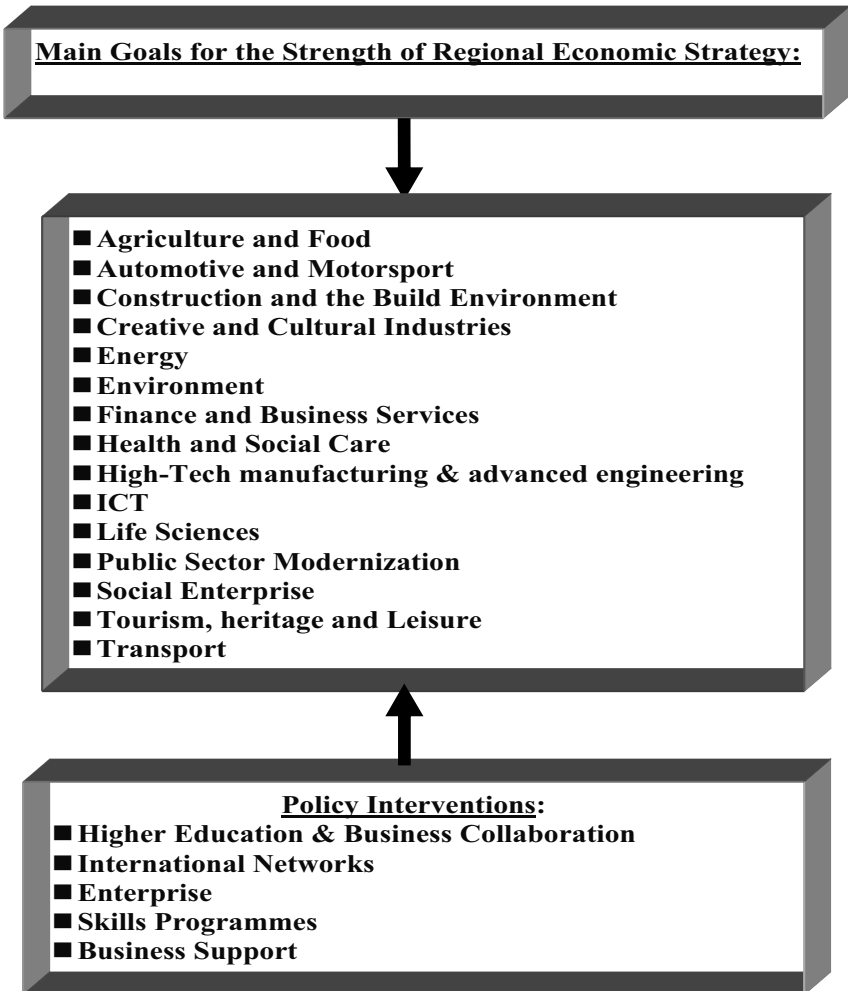 Main Goals for the Strength of Regional Economic Strategy:
■ Agriculture and Food
■ Automotive and Motorsport
■ Construction and the Build Environment
■ Creative and Cultural Industries
■ Energy
■ Environment
■ Finance and Business Services
■ Health and Social Care
■ High-Tech manufacturing & advanced engineering
■ ICT
■ Life Sciences
■ Public Sector Modernization
■ Social Enterprise
■ Tourism, heritage and Leisure
■ Transport
Policy Interventions:
■ Higher Education & Business Collaboration
■ International Networks
■ Enterprise
■ Skills Programmes
■ Business Support